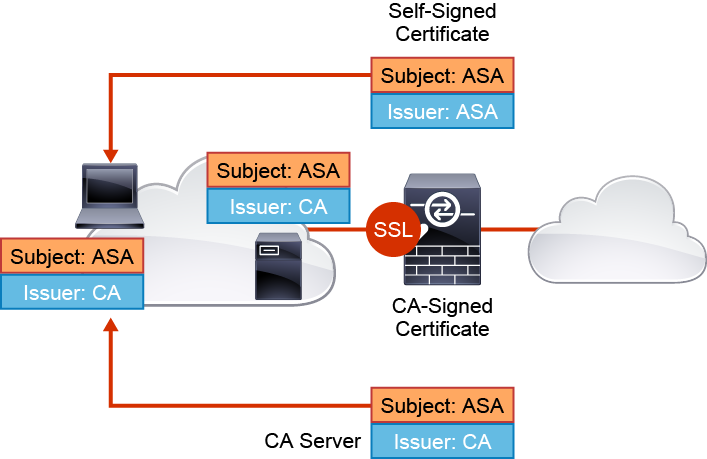 Self-Signed
Certificate
Subject: ASA
Issuer: ASA
Subject: ASA
Issuer: CA
SSL
Subject: ASA
Issuer: CA
CA-Signed
Certificate
Subject: ASA
CA Server
Issuer: CA